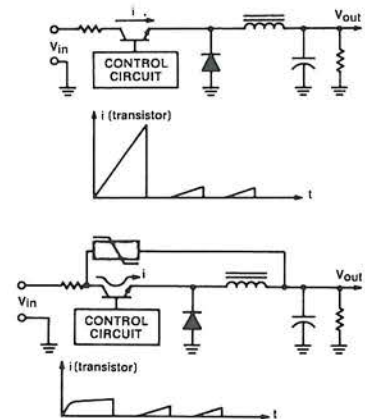 i
Vout
Vin
CONTROL
CIRCUIT
i (transistor)
t
i
Vout
Vin
CONTROL
CIRCUIT
i (transistor)
t